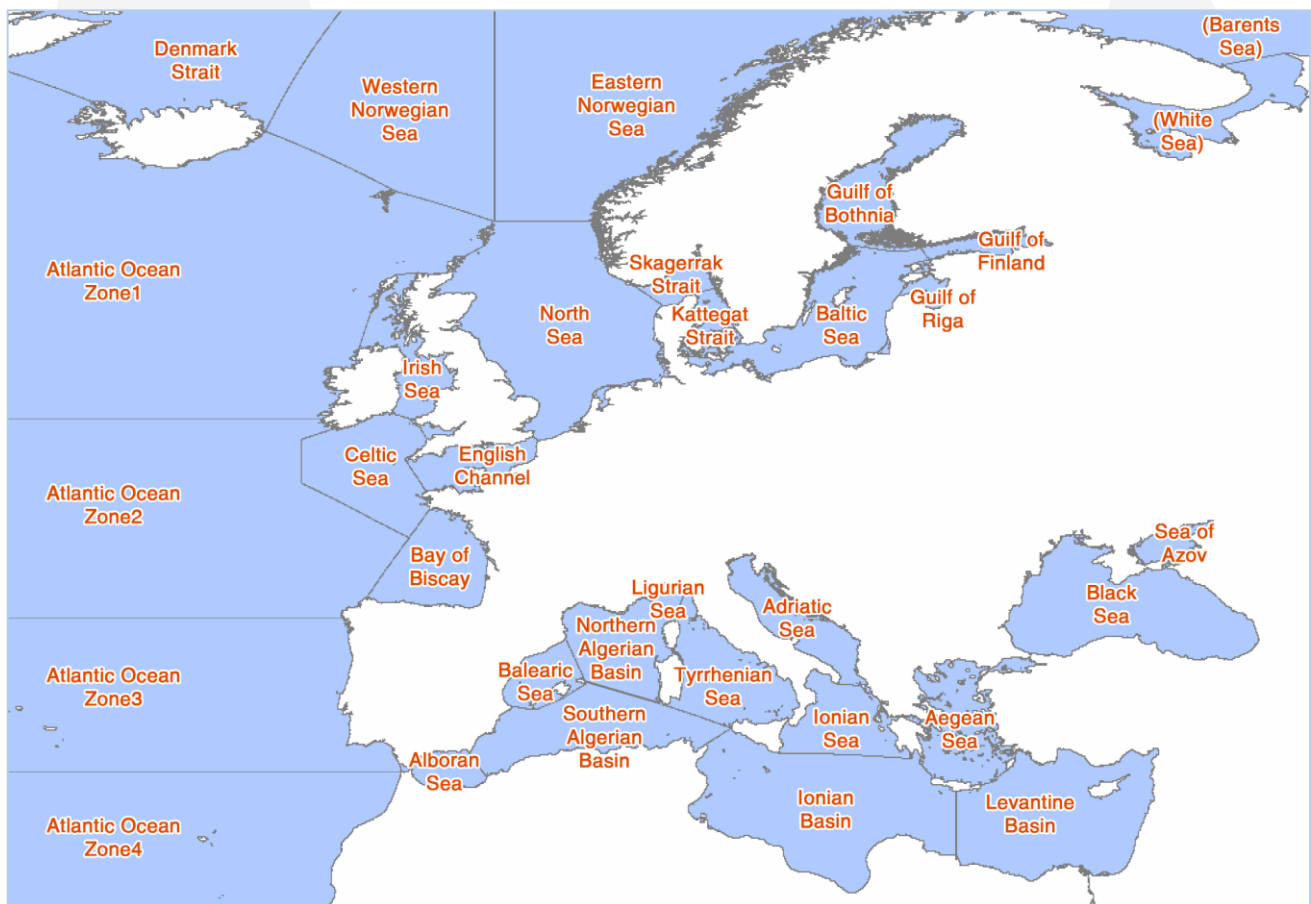 (Barents
Sea)
Denmark
Strait
Western
Norwegian
Sea
Eastern
Norwegian
Sea
(White
Sea)
Guilf of
Bothnia
Guilf of
Finland
Atlantic Ocean
Zone1
Skagerrak
Strait
Guilf of
Riga
North
Sea
Kattegat
Strait
Baltic
Sea
Irish
Sea
Celtic
Sea
English
Channel
Atlantic Ocean
Zone2
Bay of
Biscay
Sea of
Azov
Black
Sea
Ligurian
Sea
Adriatic
Sea
Northern
Algerian
Basin
Atlantic Ocean
Zone3
Balearic
Sea
Tyrrhenian
Sea
Southern
Algerian
Basin
Ionian
Sea
Aegean
Sea
Alboran
Sea
Ionian
Basin
Levantine
Basin
Atlantic Ocean
Zone4